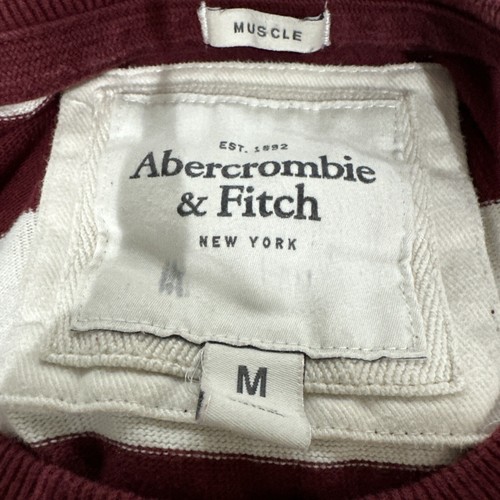 MUSCLE
EST. 1892
Abercrombie
& Fitch
NEW YORK
M